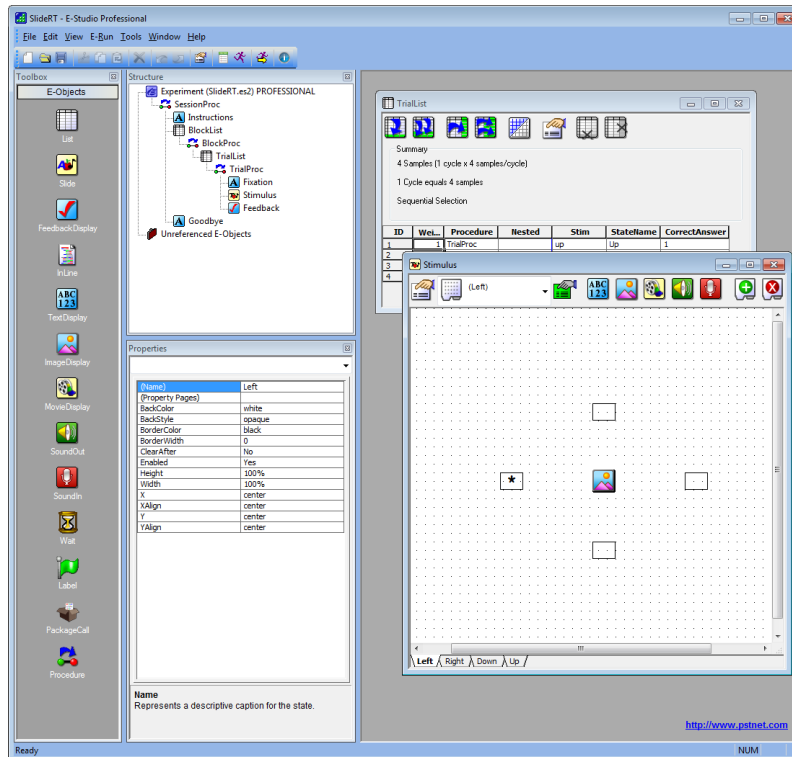 SlideRT - E-Studio Professional
File Edit View E-Run Tools Window Help
Toolbox
E-Objects
List
Slide
FeedbackDisplay
InLine
ABC
123
TextDisplay
ImageDisplay
MovieDisplay
SoundOut
SoundIn
Wait
Label
PackageCall
Procedure
Structure
Experiment (SlideRT.es2) PROFESSIONAL
SessionProc
A Instructions
BlockList
BlockProc
TrialList
TrialProc
A Fixation
Stimulus
Feedback
A Goodbye
Unreferenced E-Objects
Properties
(Name) Left
(Property Pages)
BackColor white
BackStyle opaque
BorderColor black
BorderWidth 0
ClearAfter No
Enabled Yes
Height 100%
Width 100%
X center
XAlign center
Y center
YAlign center
Name
Represents a descriptive caption for the state.
TrialList
Summary
4 Samples (1 cycle x 4 samples/cycle)
1 Cycle equals 4 samples
Sequential Selection
ID Wei... Procedure Nested Stim StateName CorrectAnswer
1 1 TrialProc up Up 1
2
3
4
Stimulus
(Left)
ABC
123
*
Left Right Down Up
http://www.pstnet.com
Ready NUM